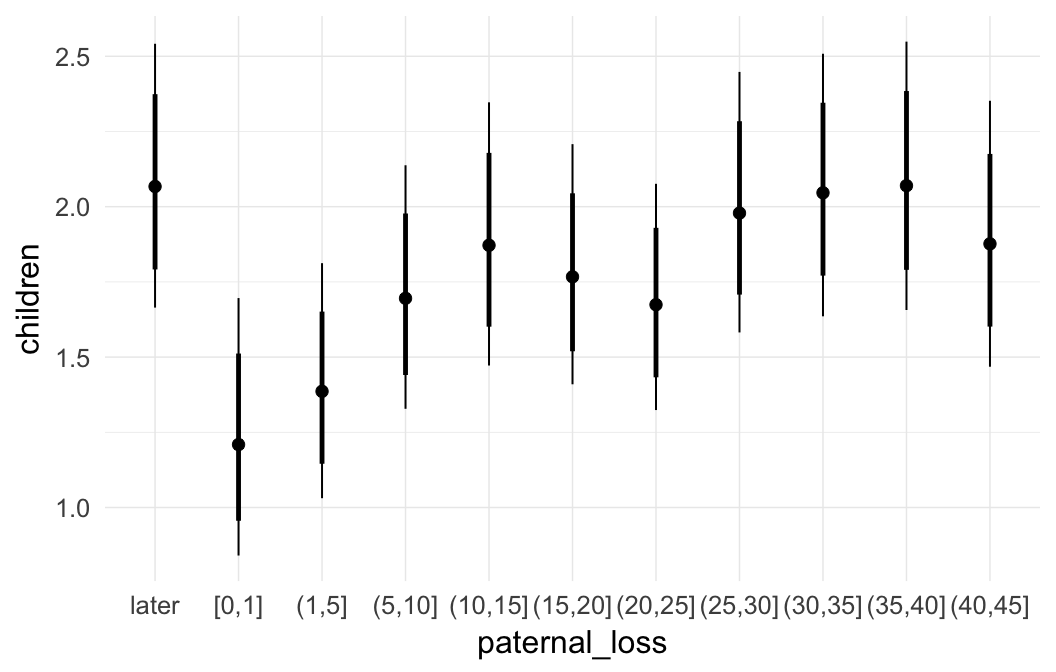 children
2.5
2.0
1.5
1.0
later [0,1] (1,5] (5,10] (10,15] (15,20] (20,25] (25,30] (30,35] (35,40] (40,45]
paternal_loss